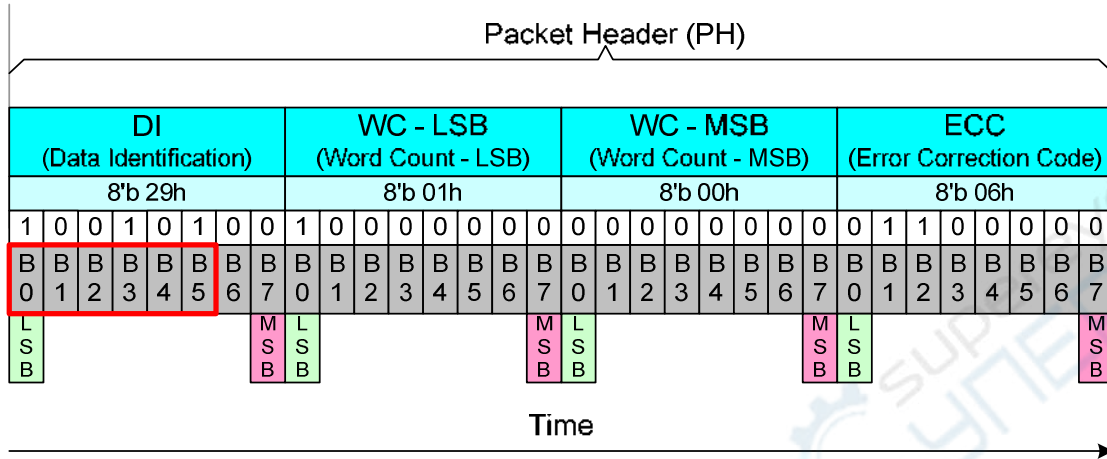 Packet Header (PH)
DI WC - LSB WC - MSB ECC
(Data Identification) (Word Count - LSB) (Word Count - MSB) (Error Correction Code)
8'b 29h 8'b 01h 8'b 00h 8'b 06h
1 0 0 1 0 1 0 0 1 0 0 0 0 0 0 0 0 0 0 0 0 0 0 0 0 1 1 0 0 0 0 0
B0 B1 B2 B3 B4 B5 B6 B7 B0 B1 B2 B3 B4 B5 B6 B7 B0 B1 B2 B3 B4 B5 B6 B7 B0 B1 B2 B3 B4 B5 B6 B7
LSB MSB LSB MSB LSB MSB LSB MSB
Time